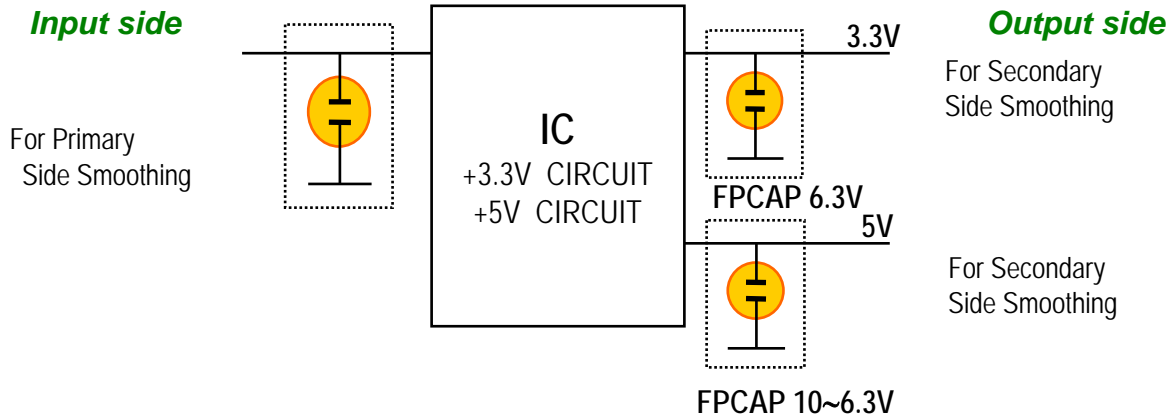 Input side
Output side
For Primary
Side Smoothing
IC
+3.3V CIRCUIT
+5V CIRCUIT
3.3V
For Secondary
Side Smoothing
FPCAP 6.3V
5V
For Secondary
Side Smoothing
FPCAP 10~6.3V